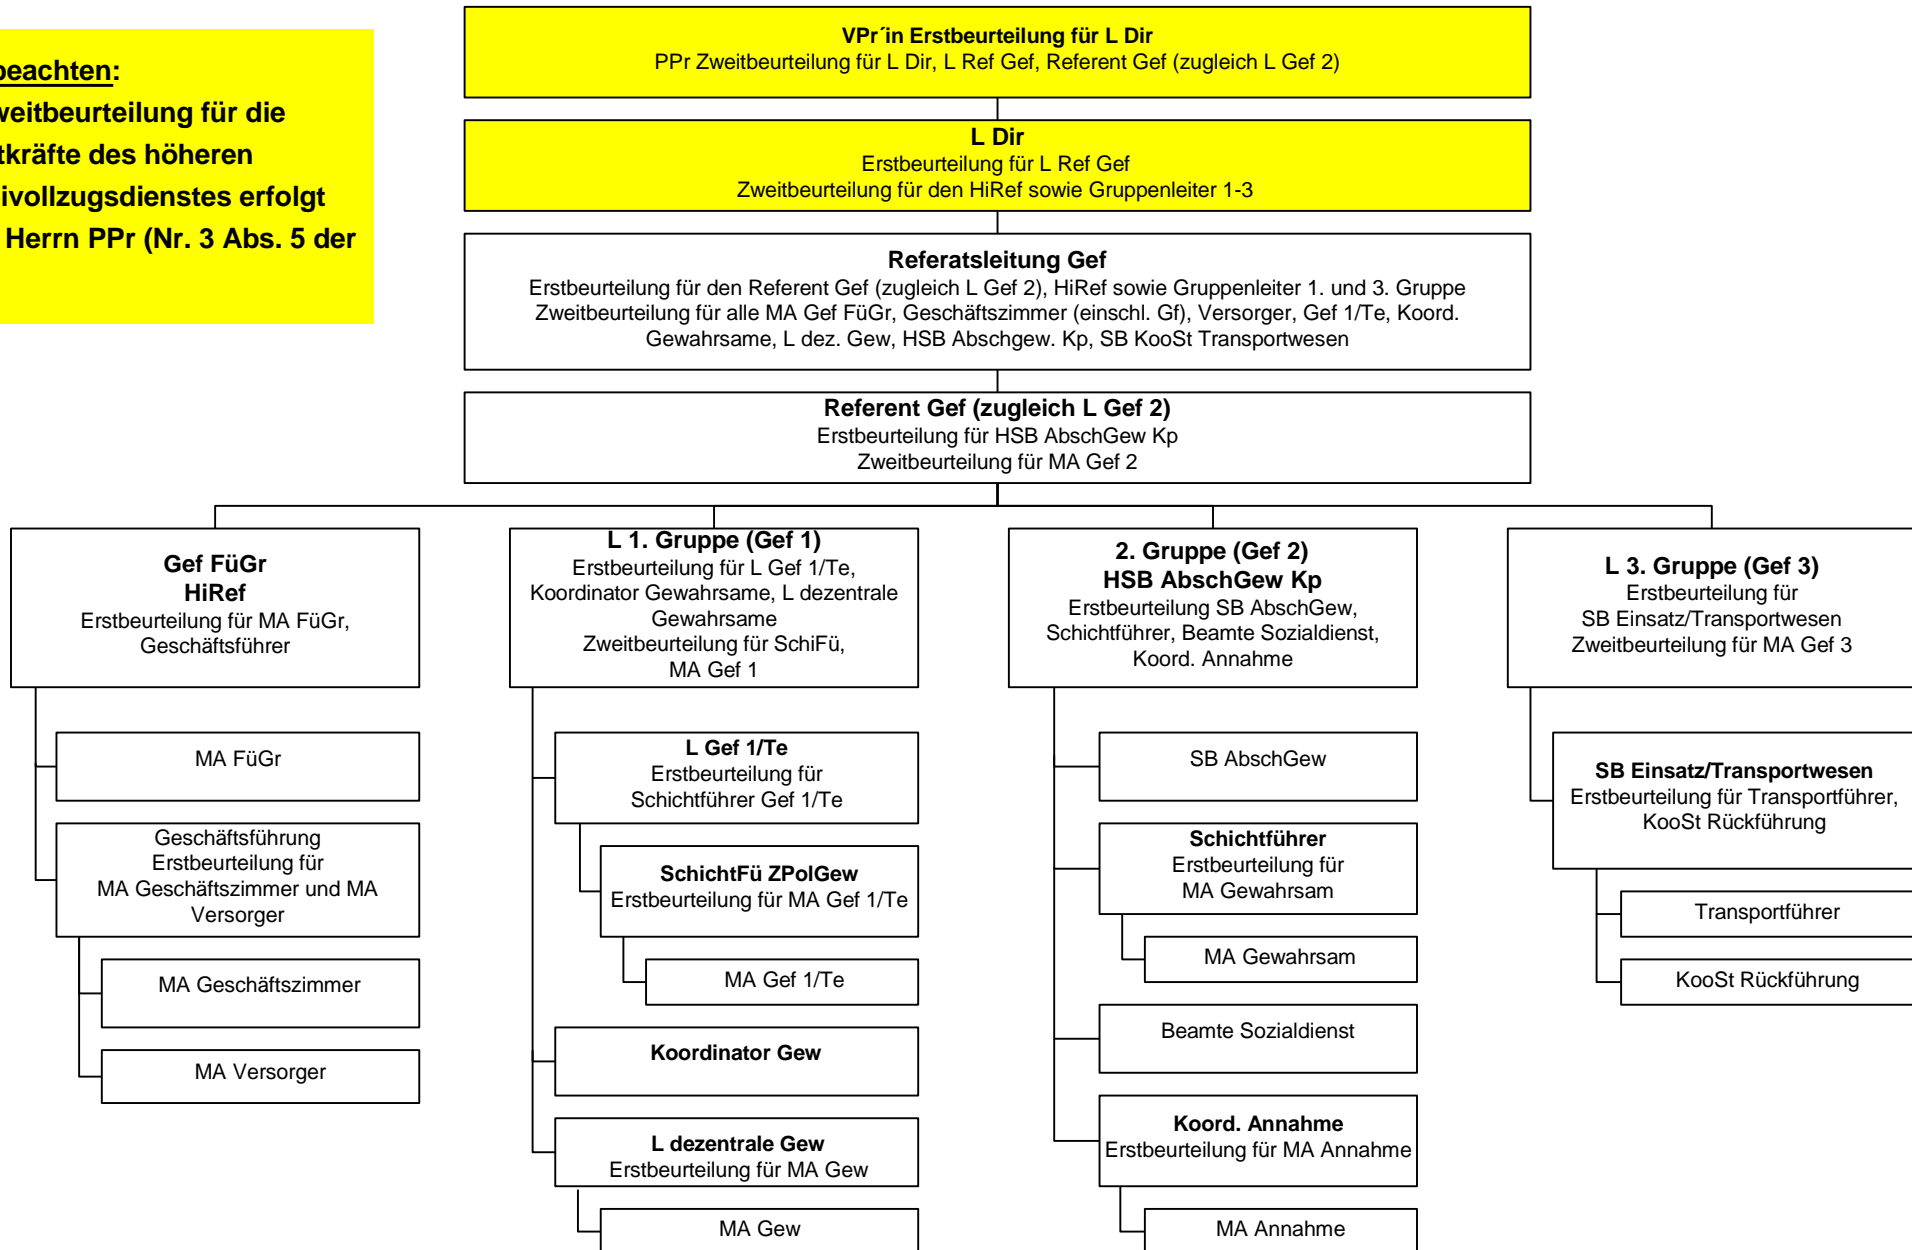 beachten:
weitbeurteilung für die
tkräfte des höheren
ivollzugsdienstes erfolgt
Herrn PPr (Nr. 3 Abs. 5 der
VPr´in Erstbeurteilung für L Dir
PPr Zweitbeurteilung für L Dir, L Ref Gef, Referent Gef (zugleich L Gef 2)
L Dir
Erstbeurteilung für L Ref Gef
Zweitbeurteilung für den HiRef sowie Gruppenleiter 1-3
Referatsleitung Gef
Erstbeurteilung für den Referent Gef (zugleich L Gef 2), HiRef sowie Gruppenleiter 1. und 3. Gruppe
Zweitbeurteilung für alle MA Gef FüGr, Geschäftszimmer (einschl. Gf), Versorger, Gef 1/Te, Koord.
Gewahrsame, L dez. Gew, HSB Abschgew. Kp, SB KooSt Transportwesen
Referent Gef (zugleich L Gef 2)
Erstbeurteilung für HSB AbschGew Kp
Zweitbeurteilung für MA Gef 2
Gef FüGr
HiRef
Erstbeurteilung für MA FüGr,
Geschäftsführer
MA FüGr
Geschäftsführung
Erstbeurteilung für
MA Geschäftszimmer und MA
Versorger
MA Geschäftszimmer
MA Versorger
L 1. Gruppe (Gef 1)
Erstbeurteilung für L Gef 1/Te,
Koordinator Gewahrsame, L dezentrale
Gewahrsame
Zweitbeurteilung für SchiFü,
MA Gef 1
L Gef 1/Te
Erstbeurteilung für
Schichtführer Gef 1/Te
SchichtFü ZPolGew
Erstbeurteilung für MA Gef 1/Te
MA Gef 1/Te
Koordinator Gew
L dezentrale Gew
Erstbeurteilung für MA Gew
MA Gew
2. Gruppe (Gef 2)
HSB AbschGew Kp
Erstbeurteilung SB AbschGew,
Schichtführer, Beamte Sozialdienst,
Koord. Annahme
SB AbschGew
Schichtführer
Erstbeurteilung für
MA Gewahrsam
MA Gewahrsam
Beamte Sozialdienst
Koord. Annahme
Erstbeurteilung für MA Annahme
MA Annahme
L 3. Gruppe (Gef 3)
Erstbeurteilung für
SB Einsatz/Transportwesen
Zweitbeurteilung für MA Gef 3
SB Einsatz/Transportwesen
Erstbeurteilung für Transportführer,
KooSt Rückführung
Transportführer
KooSt Rückführung